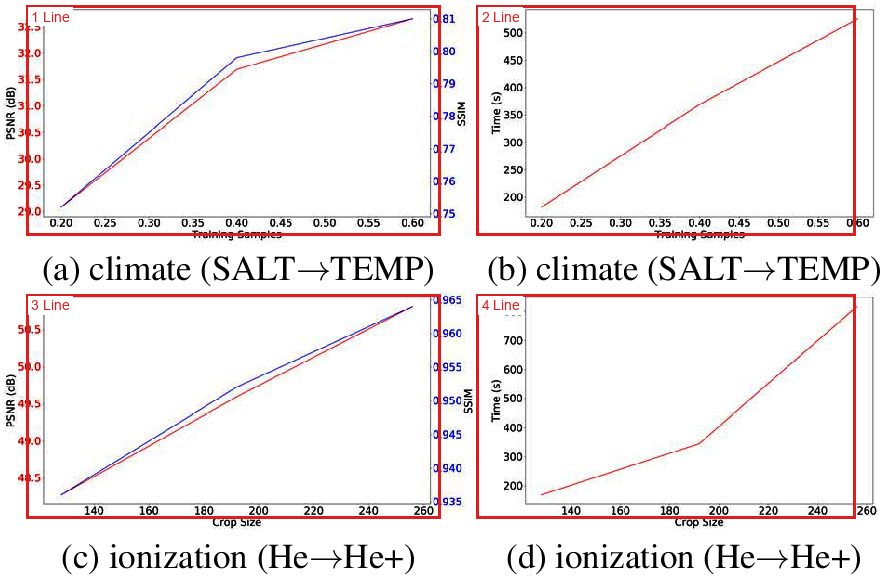 1 Line
32.5
32.0
31.5
31.0
30.5
30.0
29.5
29.0
PSNR (dB)
0.81
0.80
0.79
0.78
0.77
0.76
0.75
SSIM
0.20 0.25 0.30 0.35 0.40 0.45 0.50 0.55 0.60
Training Samples
2 Line
500
450
400
350
300
250
200
Time (s)
0.20 0.25 0.30 0.35 0.40 0.45 0.50 0.55 0.60
Training Samples
(a) climate (SALT→TEMP)
(b) climate (SALT→TEMP)
3 Line
50.5
50.0
49.5
49.0
48.5
PSNR (dB)
0.965
0.960
0.955
0.950
0.945
0.940
0.935
SSIM
140 160 180 200 220 240 260
Crop Size
4 Line
700
600
500
400
300
200
Time (s)
140 160 180 200 220 240 260
Crop Size
(c) ionization (He→He+)
(d) ionization (He→He+)